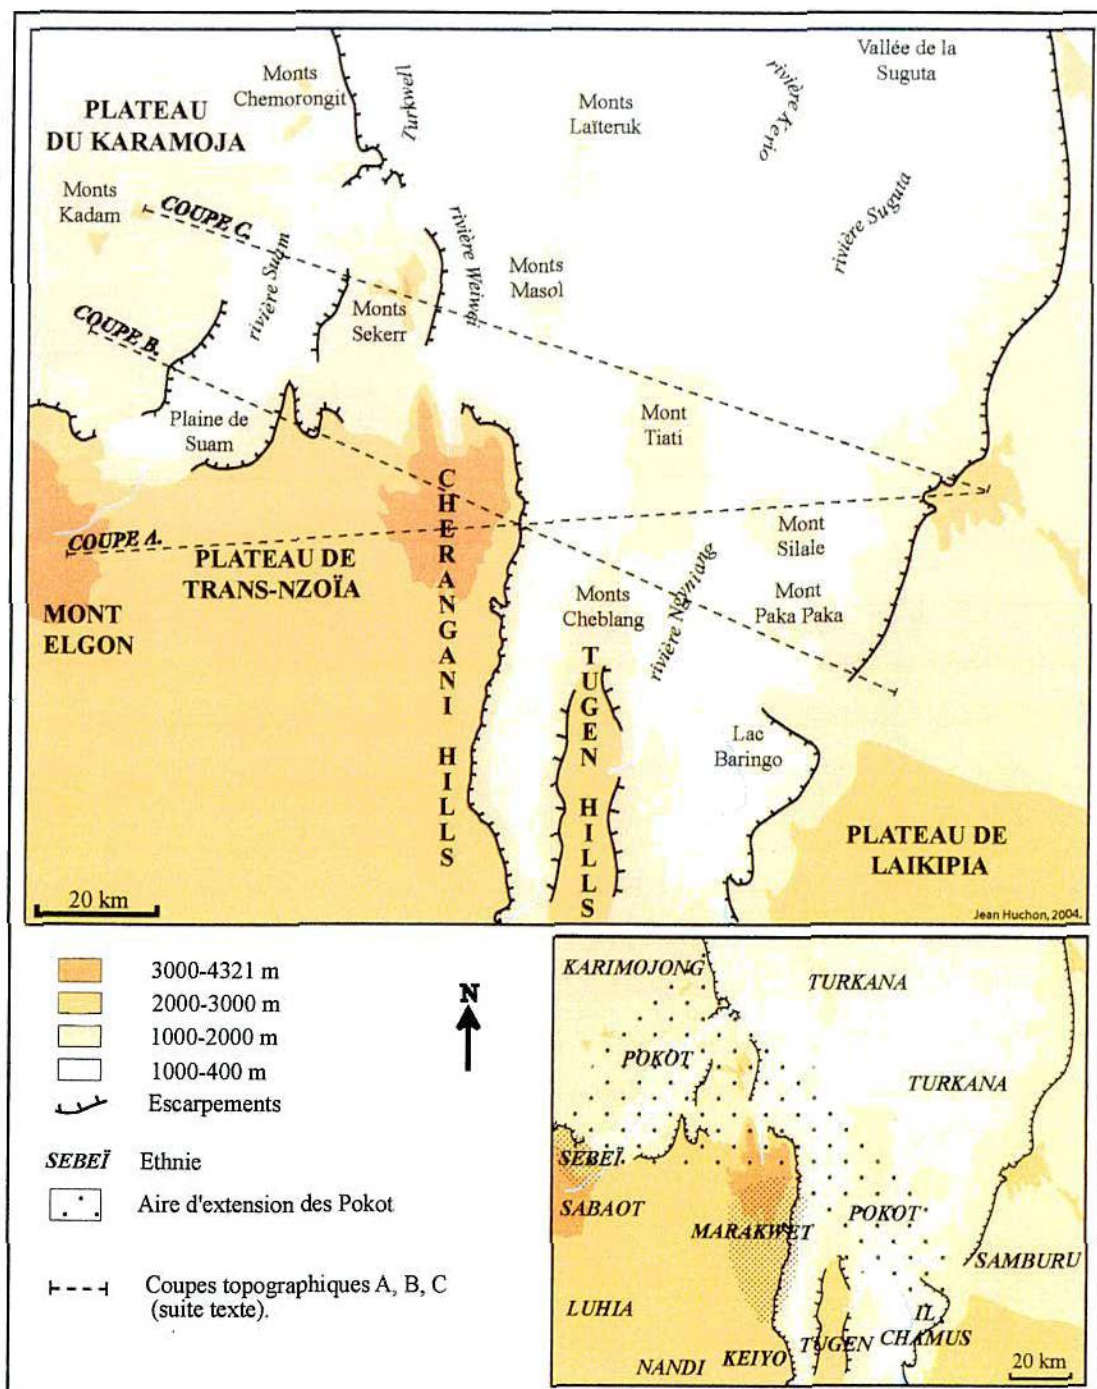 Vallée de la
Suguta
Monts
Chemorongit
Turkwell
rivière Kerio
PLATEAU
DU KARAMOJA
Monts
Laïteruk
Monts
Kadam
COUPE C.
rivière Suam
rivière Weiwei
rivière Suguta
Monts
Masol
Monts
Sekerr
COUPE B.
Plaine de
Suam
Mont
Tiati
CHERANGANI HILLS
COUPE A.
PLATEAU DE
TRANS-NZOÏA
Mont
Silale
MONT
ELGON
Monts
Cheblang
rivière Ngyniang
Mont
Paka Paka
TUGEN HILLS
Lac
Baringo
PLATEAU DE
LAIKIPIA
20 km
Jean Huchon, 2004.
3000-4321 m
2000-3000 m
1000-2000 m
1000-400 m
Escarpements
N
SEBEÏ Ethnie
Aire d'extension des Pokot
Coupes topographiques A, B, C
(suite texte).
KARIMOJONG
TURKANA
POKOT
TURKANA
SEBEÏ
SABAOT
MARAKWET
POKOT
SAMBURU
LUHIA
IL
CHAMUS
TUGEN
KEIYO
NANDI
20 km